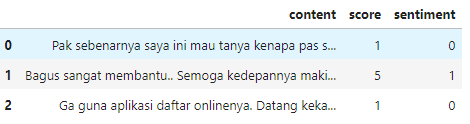 content score sentiment
0 Pak sebenarnya saya ini mau tanya kenapa pas s... 1 0
1 Bagus sangat membantu.. Semoga kedepannya maki... 5 1
2 Ga guna aplikasi daftar onlinenya. Datang keka... 1 0